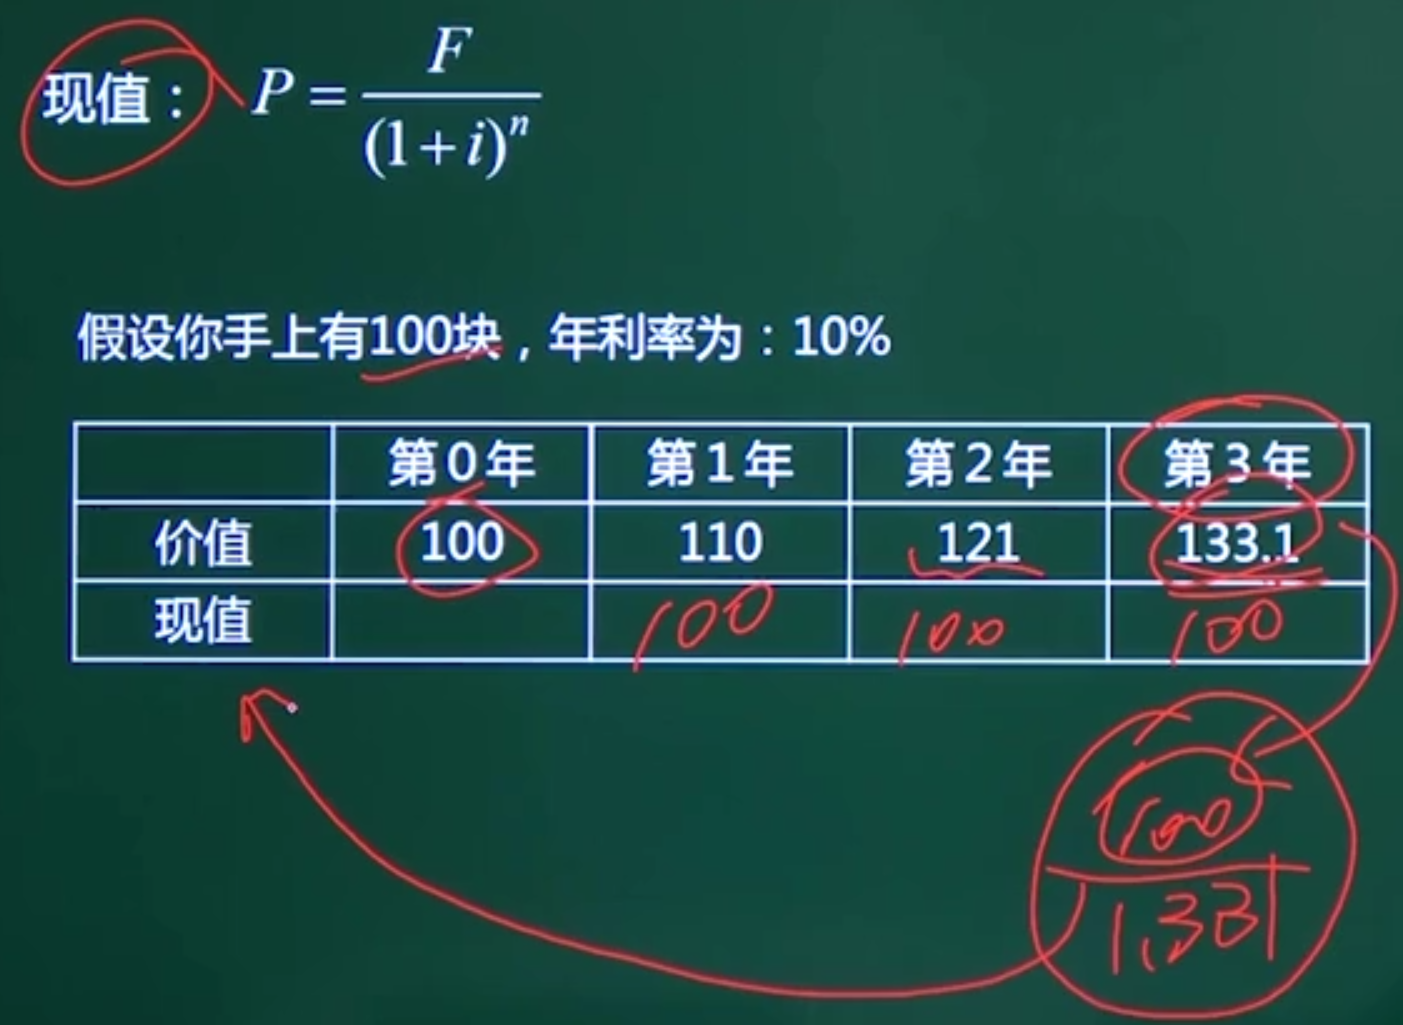 现值： P = F / (1+i)^n
假设你手上有100块，年利率为：10%
第0年 第1年 第2年 第3年
价值 100 110 121 133.1
现值 100 100 100
100
1.331